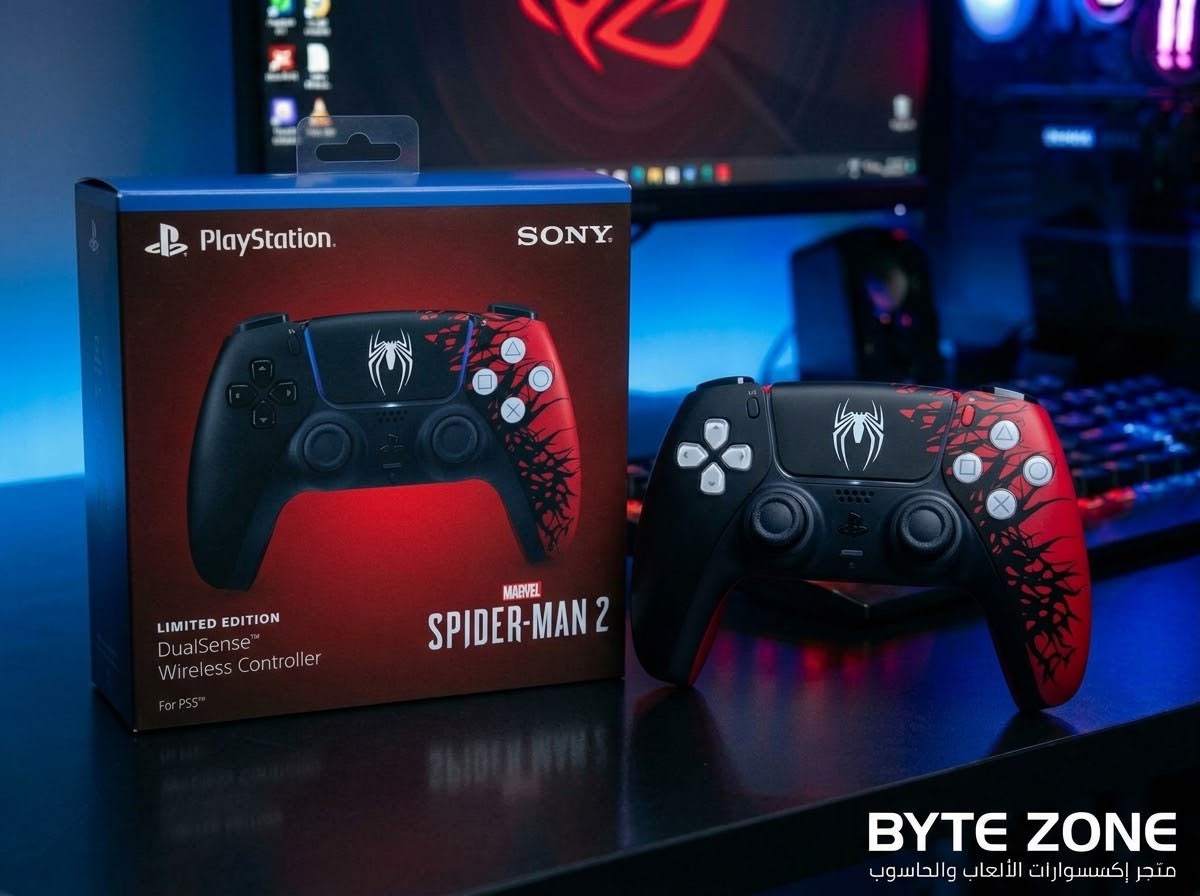 PlayStation®
SONY®
LIMITED EDITION
DualSense™
Wireless Controller
For PS5™
MARVEL
SPIDER-MAN 2
BYTE ZONE
متجر إكسسوارات الألعاب والحاسوب